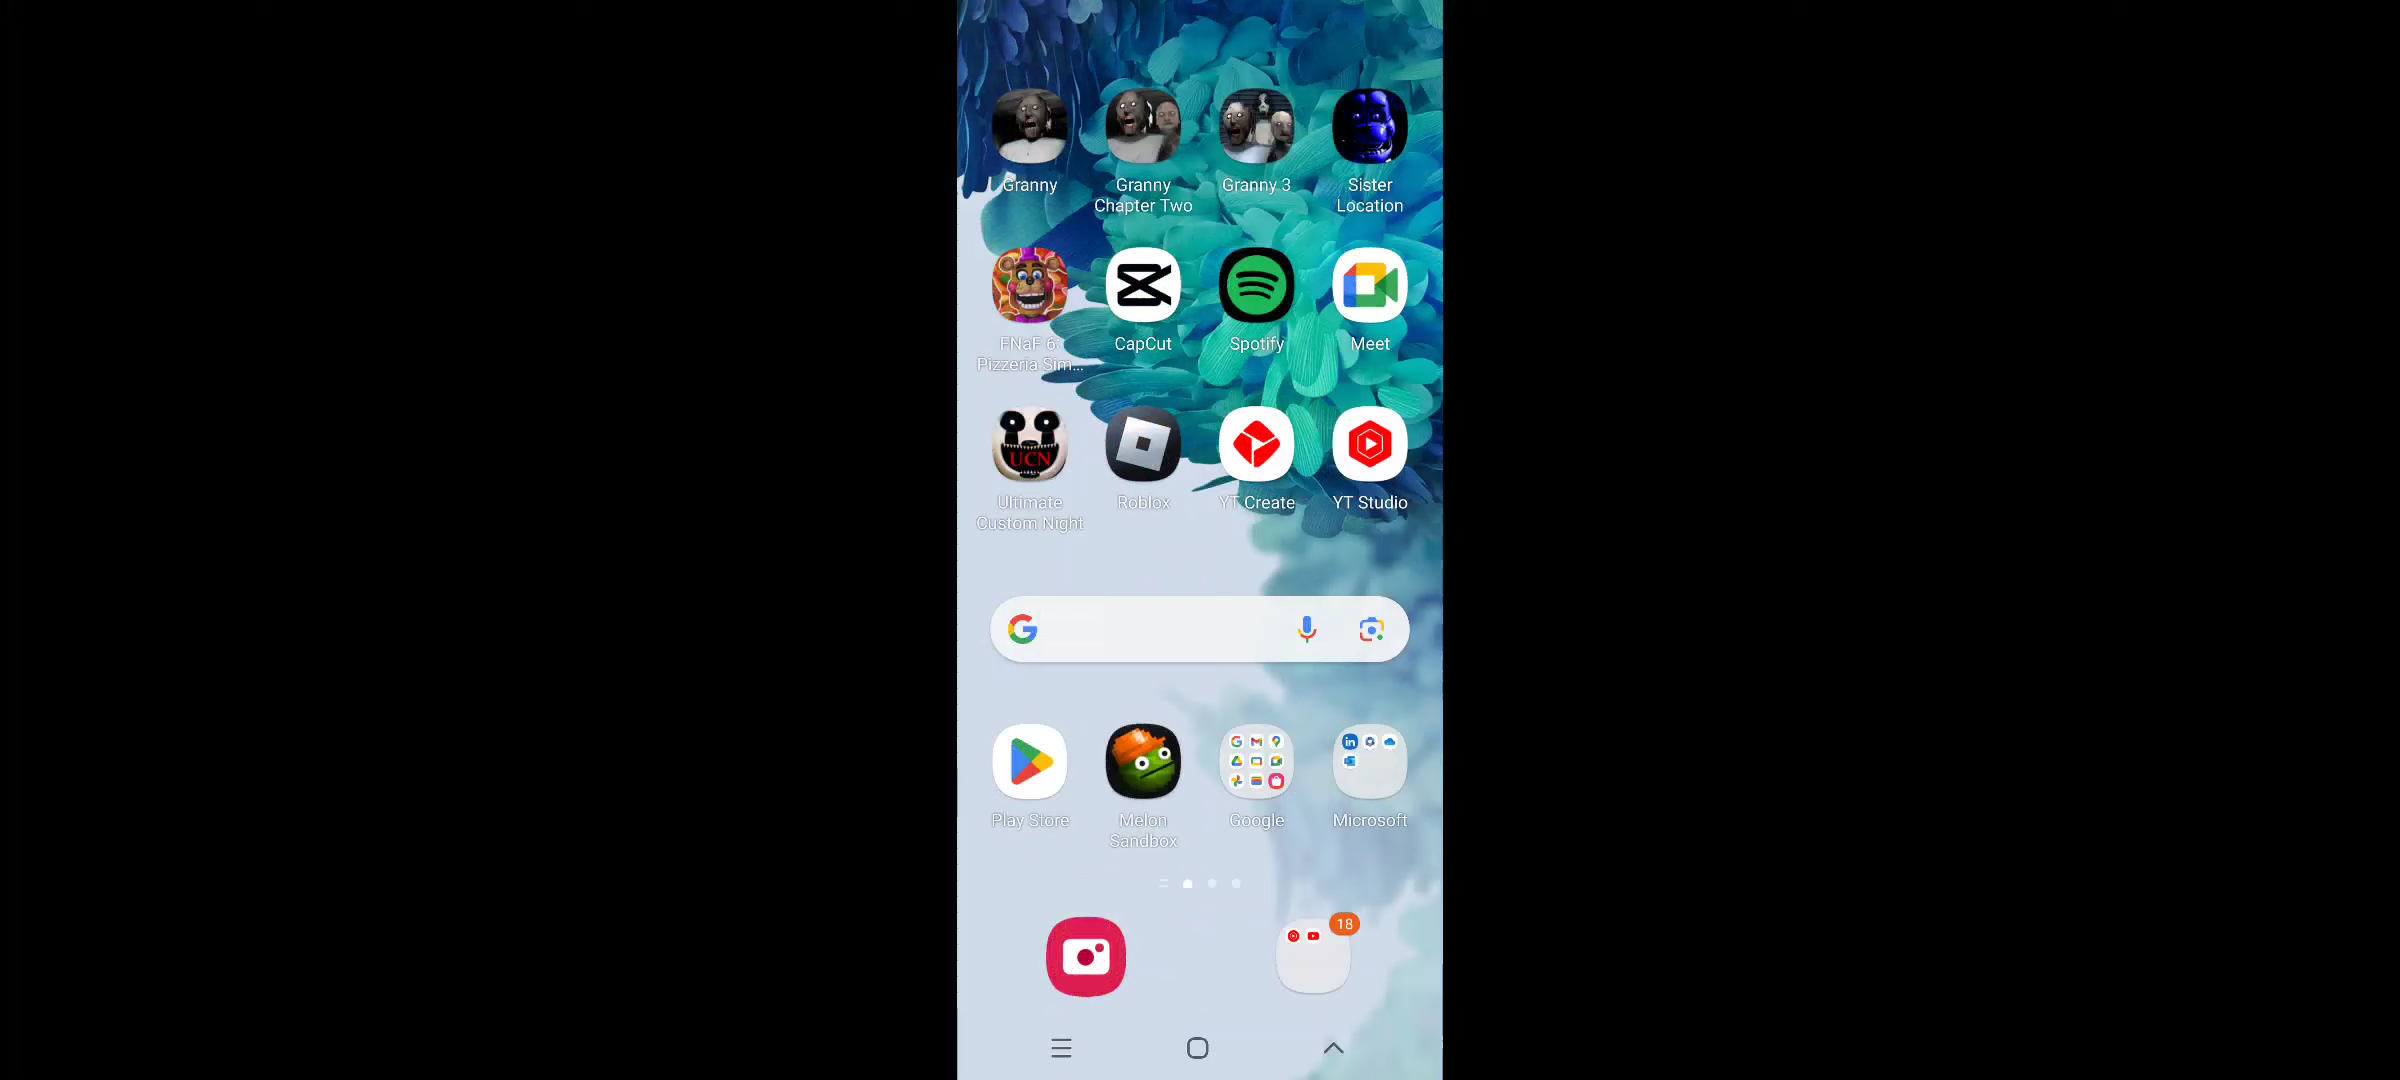 Granny
Granny
Chapter Two
Granny 3
Sister
Location
FNaF 6:
Pizzeria Sim...
CapCut
Spotify
Meet
UCN
Ultimate
Custom Night
Roblox
YT Create
YT Studio
Play Store
Melon
Sandbox
Google
in
Microsoft
18